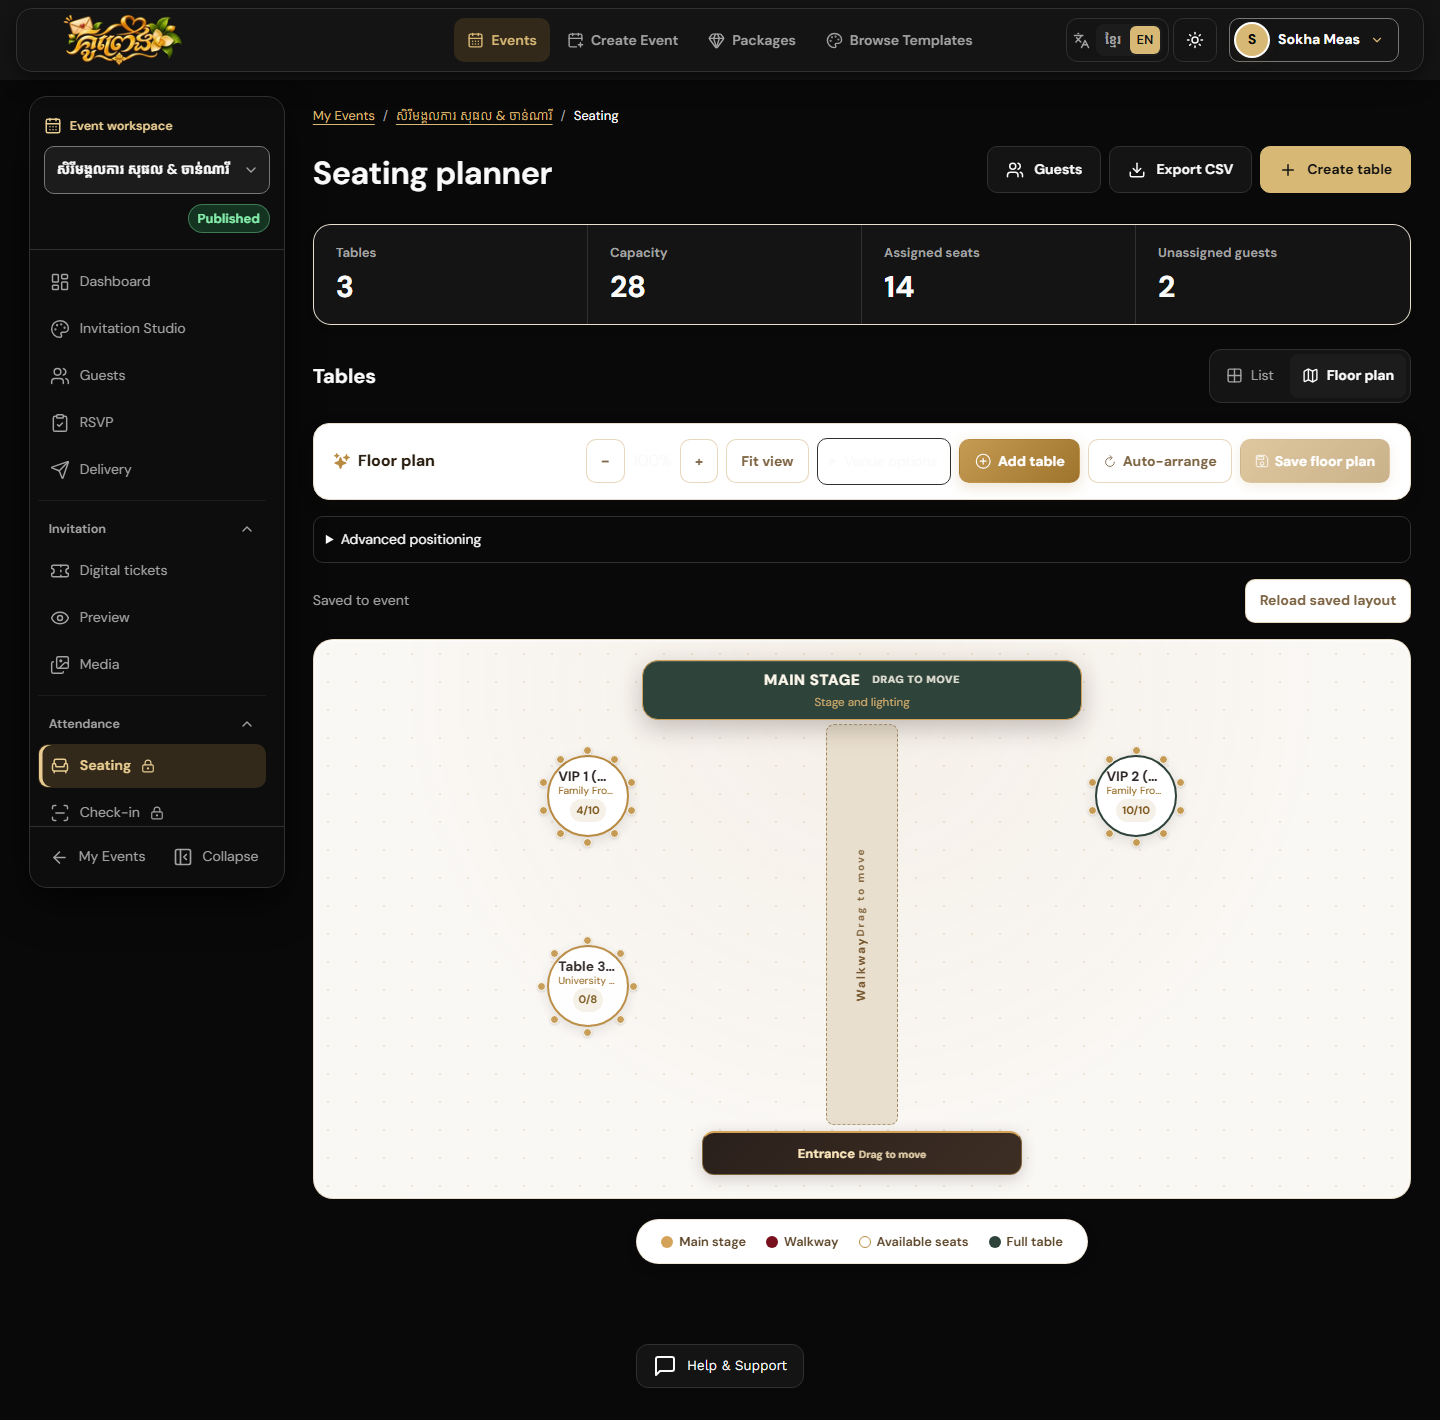 Events
Create Event
Packages
Browse Templates
ខ្មែរ
EN
S
Sokha Meas
Event workspace
សិរីមង្គលការ សុផល & ចាន់ណារី
Published
Dashboard
Invitation Studio
Guests
RSVP
Delivery
Invitation
Digital tickets
Preview
Media
Attendance
Seating
Check-in
My Events
Collapse
My Events / សិរីមង្គលការ សុផល & ចាន់ណារី / Seating
Seating planner
Guests
Export CSV
Create table
Tables
3
Capacity
28
Assigned seats
14
Unassigned guests
2
Tables
List
Floor plan
Floor plan
−
100%
+
Fit view
Venue options
Add table
Auto-arrange
Save floor plan
Advanced positioning
Saved to event
Reload saved layout
MAIN STAGE DRAG TO MOVE
Stage and lighting
VIP 1 (...
Family Fro...
4/10
VIP 2 (...
Family Fro...
10/10
Walkway Drag to move
Table 3...
University ...
0/8
Entrance Drag to move
Main stage
Walkway
Available seats
Full table
Help & Support